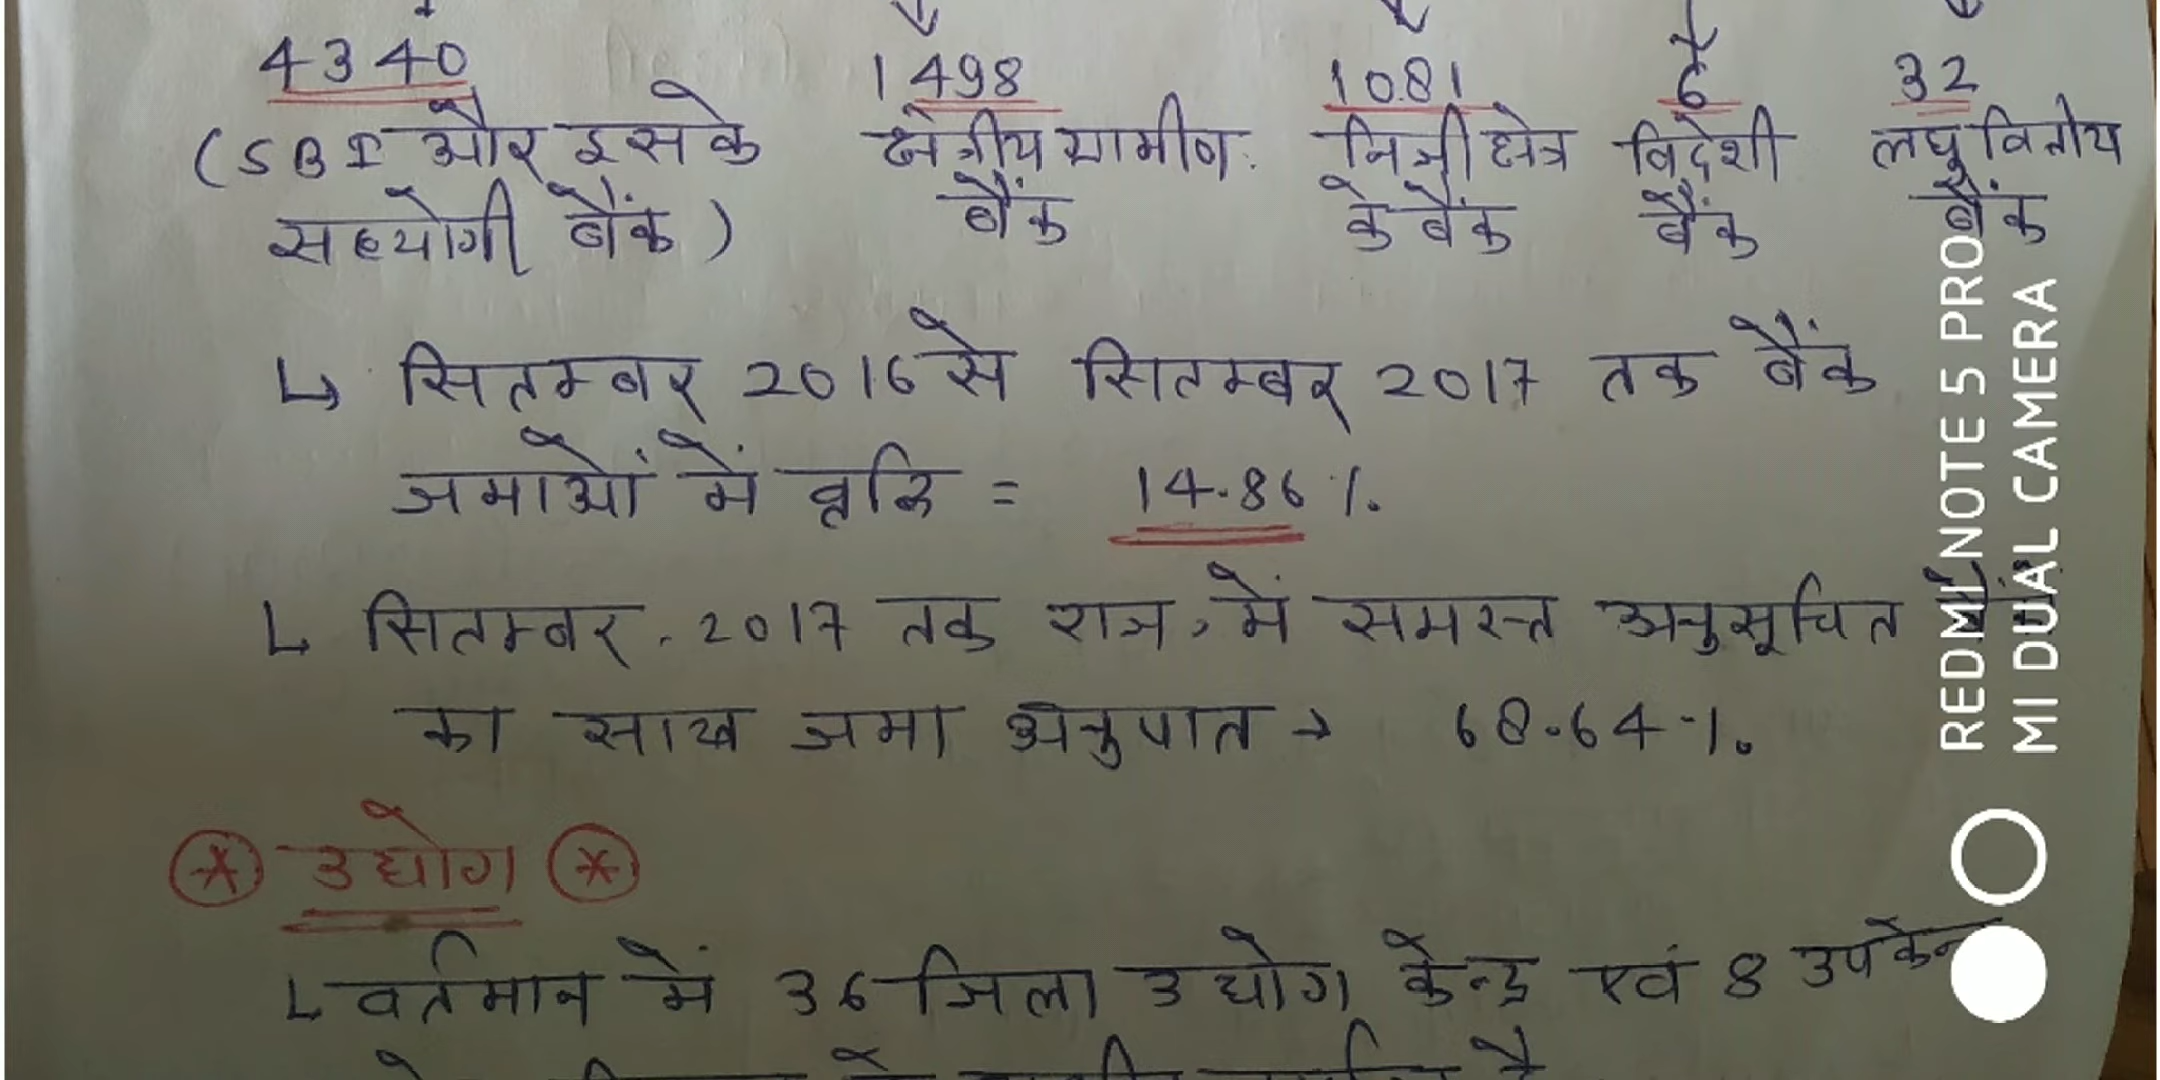 4340 1498 1081 6 32
(SBI और इसके क्षेत्रीय ग्रामीण निजी क्षेत्र विदेशी लघु वित्तीय
सहयोगी बैंक) बैंक के बैंक बैंक बैंक
↳ सितम्बर 2016 से सितम्बर 2017 तक बैंक
जमाओं में वृद्धि = 14.86%
↳ सितम्बर, 2017 तक राज. में समस्त अनुसूचित
का साख जमा अनुपात → 68.64%
* उद्योग *
↳ वर्तमान में 36 जिला उद्योग केन्द्र एवं 8
REDMI NOTE 5 PRO
MI DUAL CAMERA